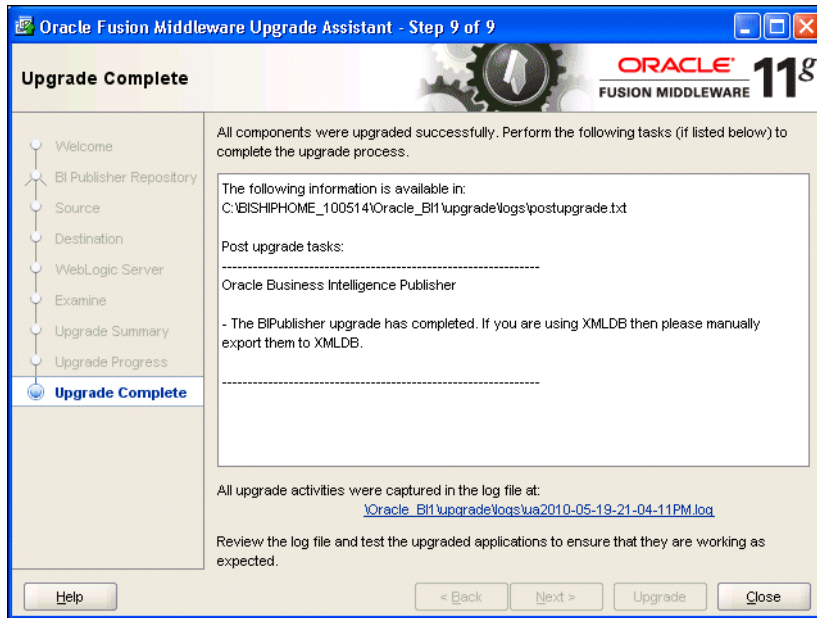 Oracle Fusion Middleware Upgrade Assistant - Step 9 of 9
Upgrade Complete
ORACLE
FUSION MIDDLEWARE 11g
Welcome
BI Publisher Repository
Source
Destination
WebLogic Server
Examine
Upgrade Summary
Upgrade Progress
Upgrade Complete
All components were upgraded successfully. Perform the following tasks (if listed below) to
complete the upgrade process.
The following information is available in:
C:\BISHIPHOME_100514\Oracle_BI1\upgrade\logs\postupgrade.txt
Post upgrade tasks:
----------------------------------------------------------------
Oracle Business Intelligence Publisher
- The BIPublisher upgrade has completed. If you are using XMLDB then please manually
export them to XMLDB.
----------------------------------------------------------------
All upgrade activities were captured in the log file at:
\Oracle_BI1\upgrade\logs\ua2010-05-19-21-04-11PM.log
Review the log file and test the upgraded applications to ensure that they are working as
expected.
Help
< Back
Next >
Upgrade
Close